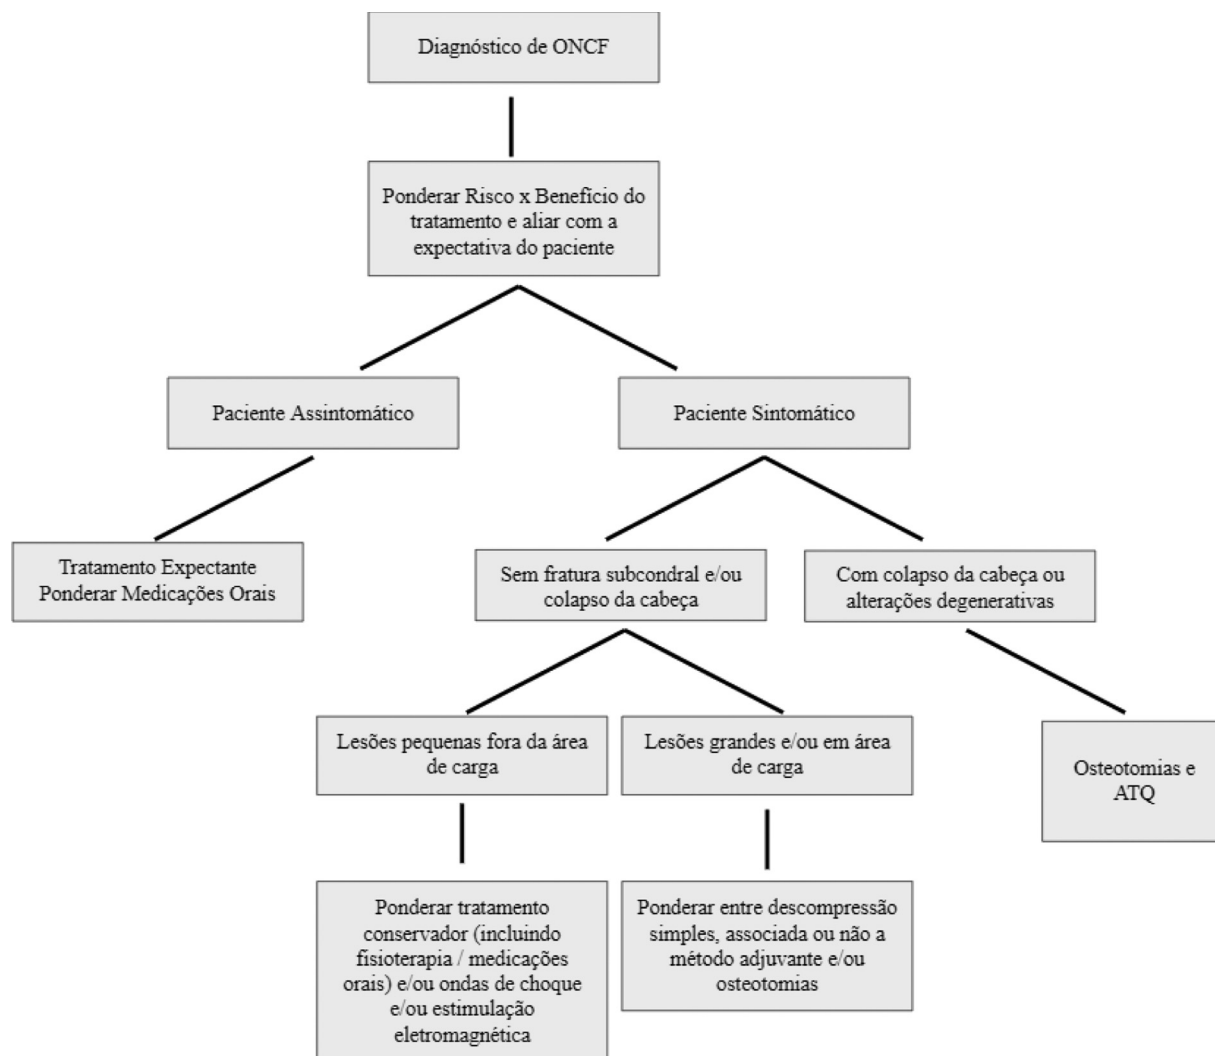 Diagnóstico de ONCF
Ponderar Risco x Benefício do
tratamento e aliar com a
expectativa do paciente
Paciente Assintomático
Paciente Sintomático
Tratamento Expectante
Ponderar Medicações Orais
Sem fratura subcondral e/ou
colapso da cabeça
Com colapso da cabeça ou
alterações degenerativas
Lesões pequenas fora da área
de carga
Lesões grandes e/ou em área
de carga
Osteotomias e
ATQ
Ponderar tratamento
conservador (incluindo
fisioterapia / medicações
orais) e/ou ondas de choque
e/ou estimulação
eletromagnética
Ponderar entre descompressão
simples, associada ou não a
método adjuvante e/ou
osteotomias